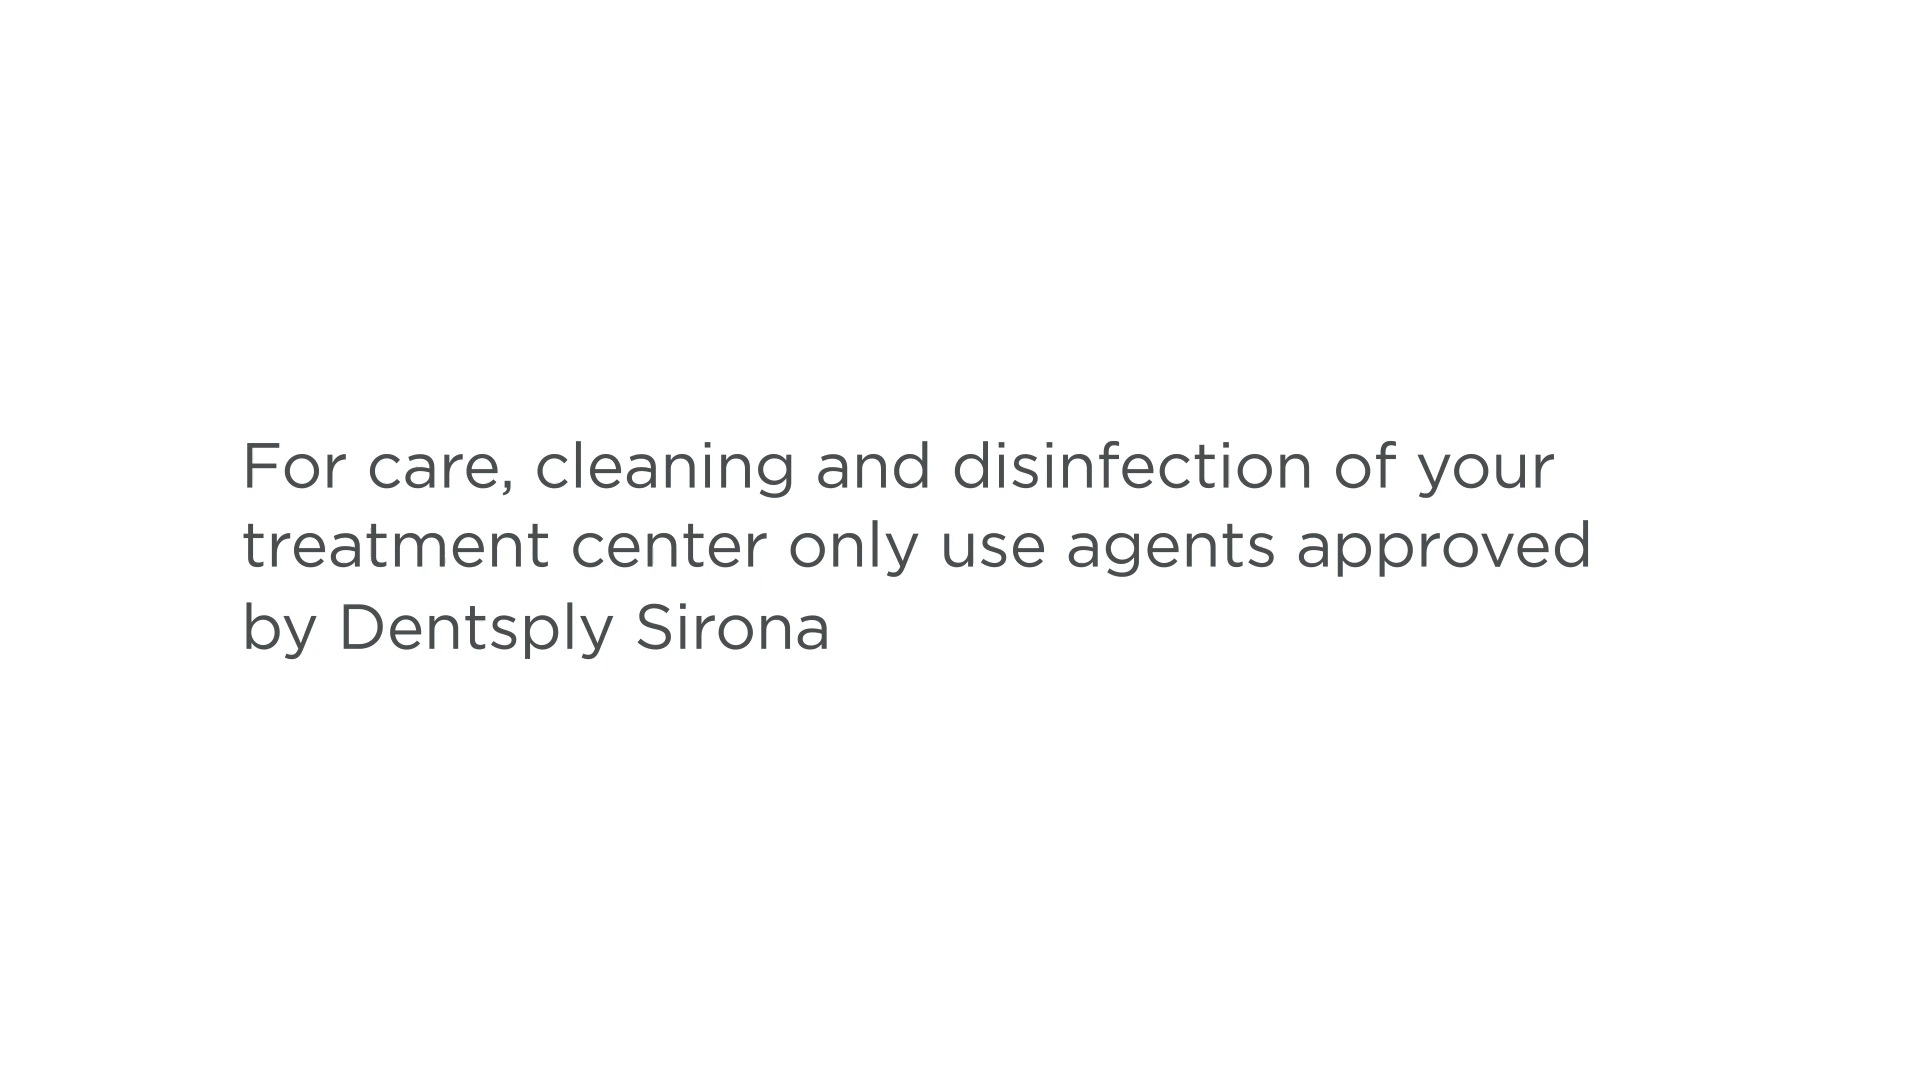 For care, cleaning and disinfection of your
treatment center only use agents approved
by Dentsply Sirona